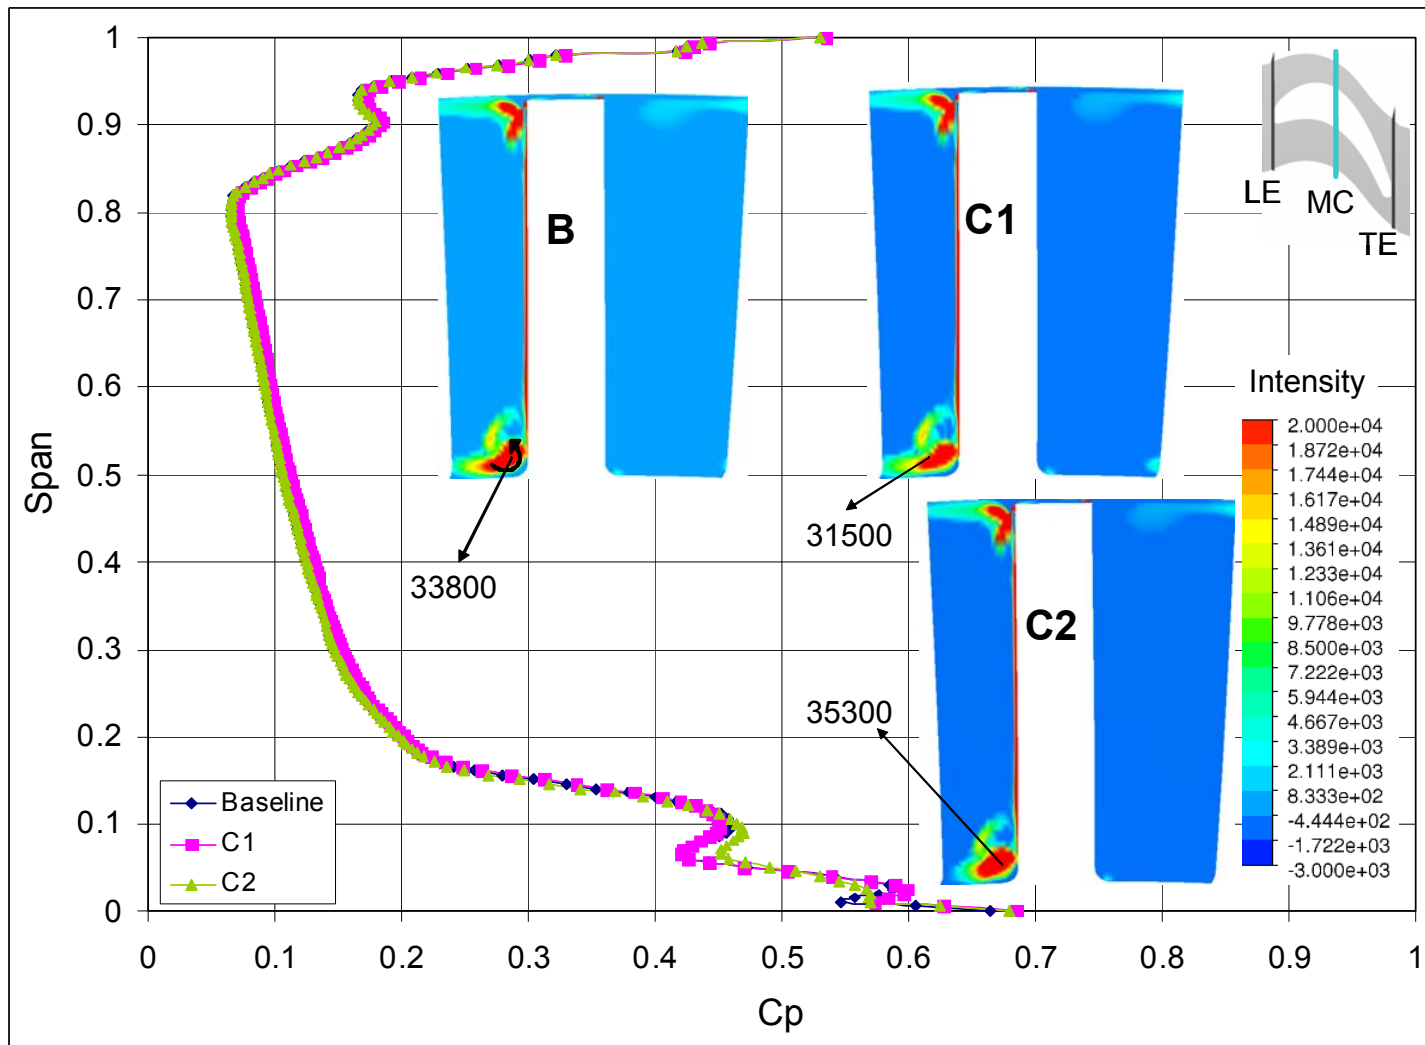 1
0.9
0.8
0.7
0.6
0.5
0.4
0.3
0.2
0.1
0
Span
B
C1
LE
MC
TE
33800
31500
C2
35300
Intensity
2.000e+04
1.872e+04
1.744e+04
1.617e+04
1.489e+04
1.361e+04
1.233e+04
1.106e+04
9.778e+03
8.500e+03
7.222e+03
5.944e+03
4.667e+03
3.389e+03
2.111e+03
8.333e+02
-4.444e+02
-1.722e+03
-3.000e+03
Baseline
C1
C2
0 0.1 0.2 0.3 0.4 0.5 0.6 0.7 0.8 0.9 1
Cp